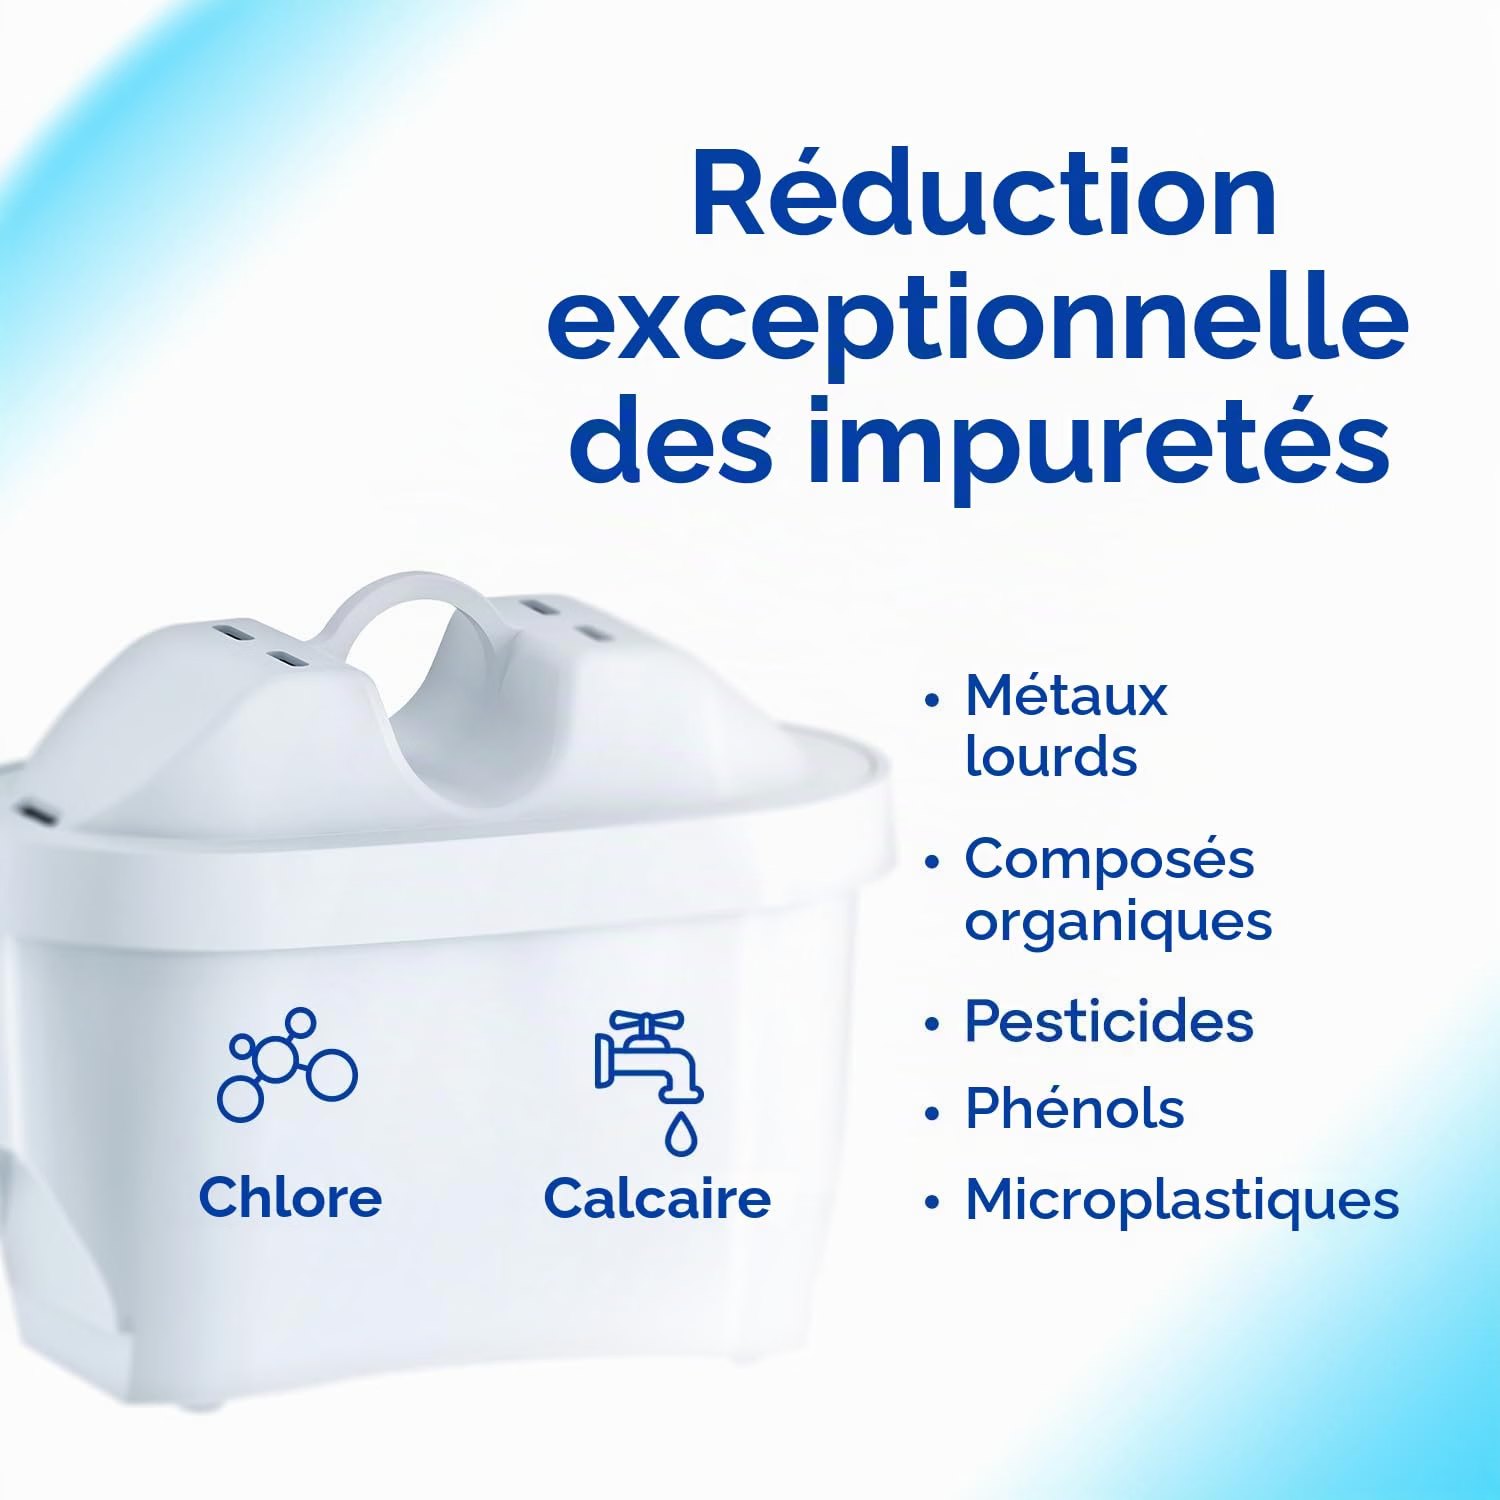 Réduction
exceptionnelle
des impuretés
• Métaux
lourds
• Composés
organiques
• Pesticides
• Phénols
• Microplastiques
Chlore
Calcaire